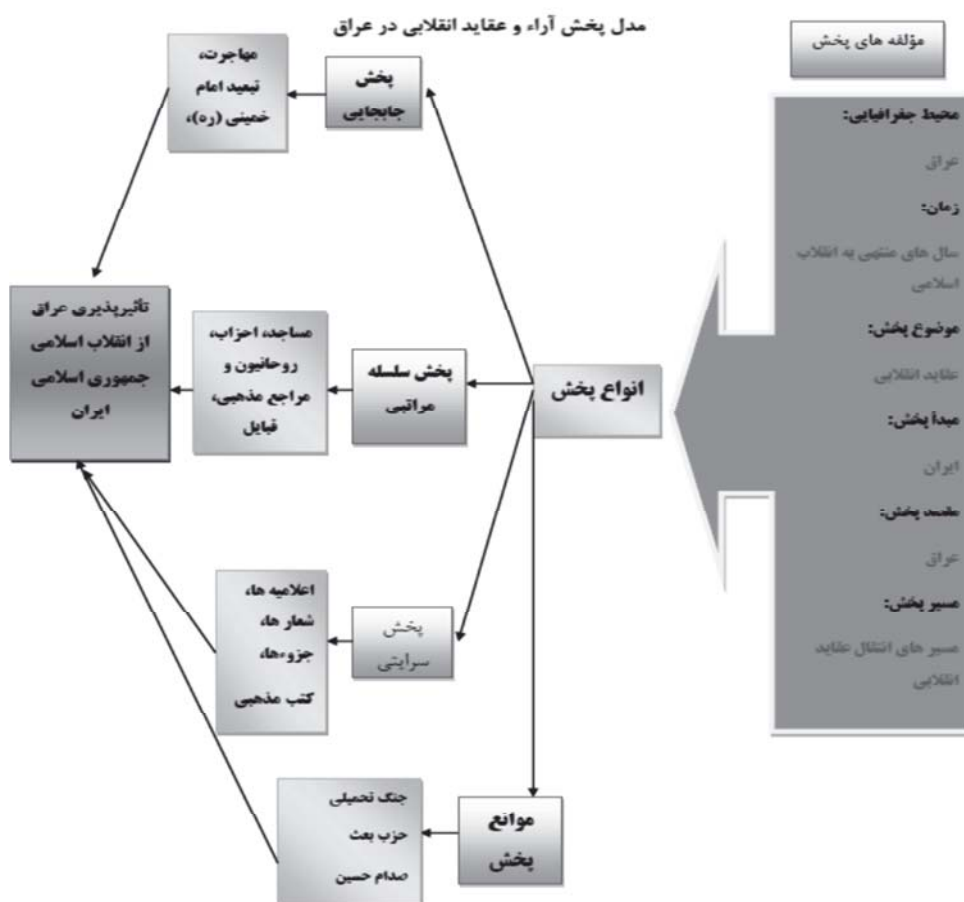 مدل پخش آراء و عقاید انقلابی در عراق
مؤلفه های پخش
محیط جغرافیایی:
عراق
زمان:
سال های منتهی به انقلاب
اسلامی
موضوع پخش:
عقاید انقلابی
مبدأ پخش:
ایران
مقصد پخش:
عراق
مسیر پخش:
مسیر های انتقال عقاید
انقلابی
انواع پخش
پخش
جابجایی
مهاجرت،
تبعید امام
خمینی (ره)،
پخش سلسله
مراتبی
مساجد، احزاب،
روحانیون و
مراجع مذهبی،
قبایل
پخش
سرایتی
اعلامیه ها،
شعار ها،
جزوه‌ها،
کتب مذهبی
موانع
پخش
جنگ تحمیلی
حزب بعث
صدام حسین
تأثیرپذیری عراق
از انقلاب اسلامی
جمهوری اسلامی
ایران